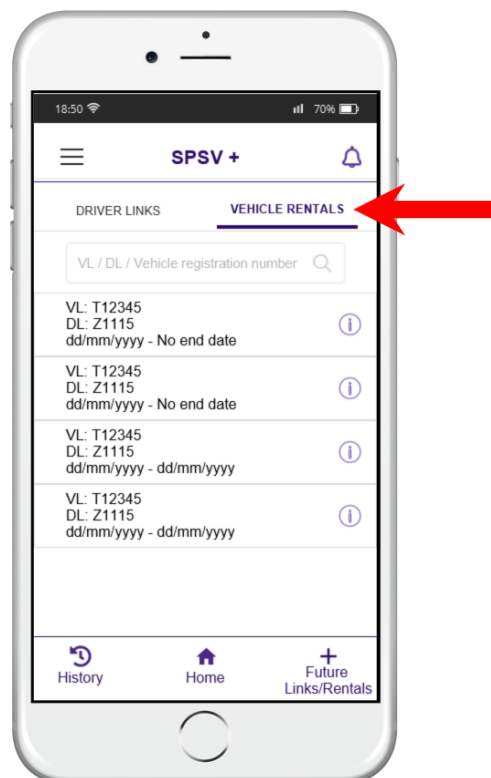 18:50 70%
SPSV +
DRIVER LINKS VEHICLE RENTALS
VL / DL / Vehicle registration number
VL: T12345
DL: Z1115
dd/mm/yyyy - No end date
VL: T12345
DL: Z1115
dd/mm/yyyy - No end date
VL: T12345
DL: Z1115
dd/mm/yyyy - dd/mm/yyyy
VL: T12345
DL: Z1115
dd/mm/yyyy - dd/mm/yyyy
History Home Future
Links/Rentals